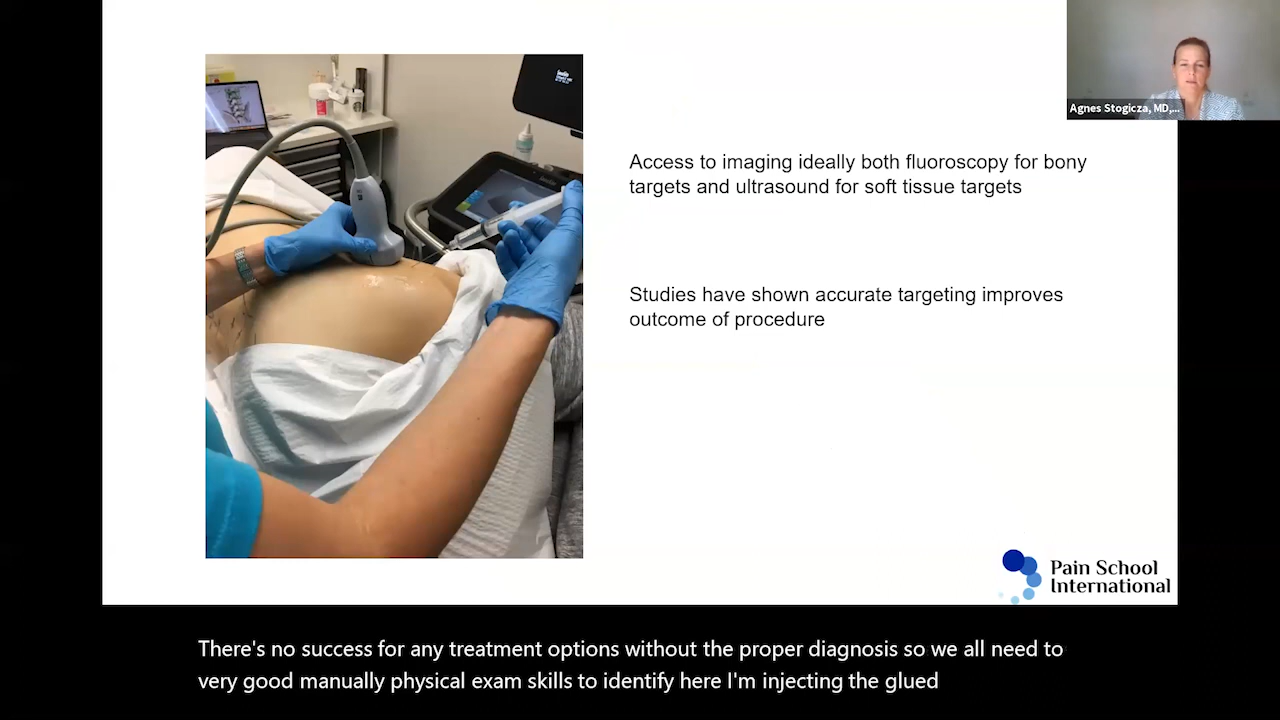 Agnes Stogicza, MD,...
Access to imaging ideally both fluoroscopy for bony
targets and ultrasound for soft tissue targets
Studies have shown accurate targeting improves
outcome of procedure
Pain School
International
There's no success for any treatment options without the proper diagnosis so we all need to
very good manually physical exam skills to identify here I'm injecting the glued